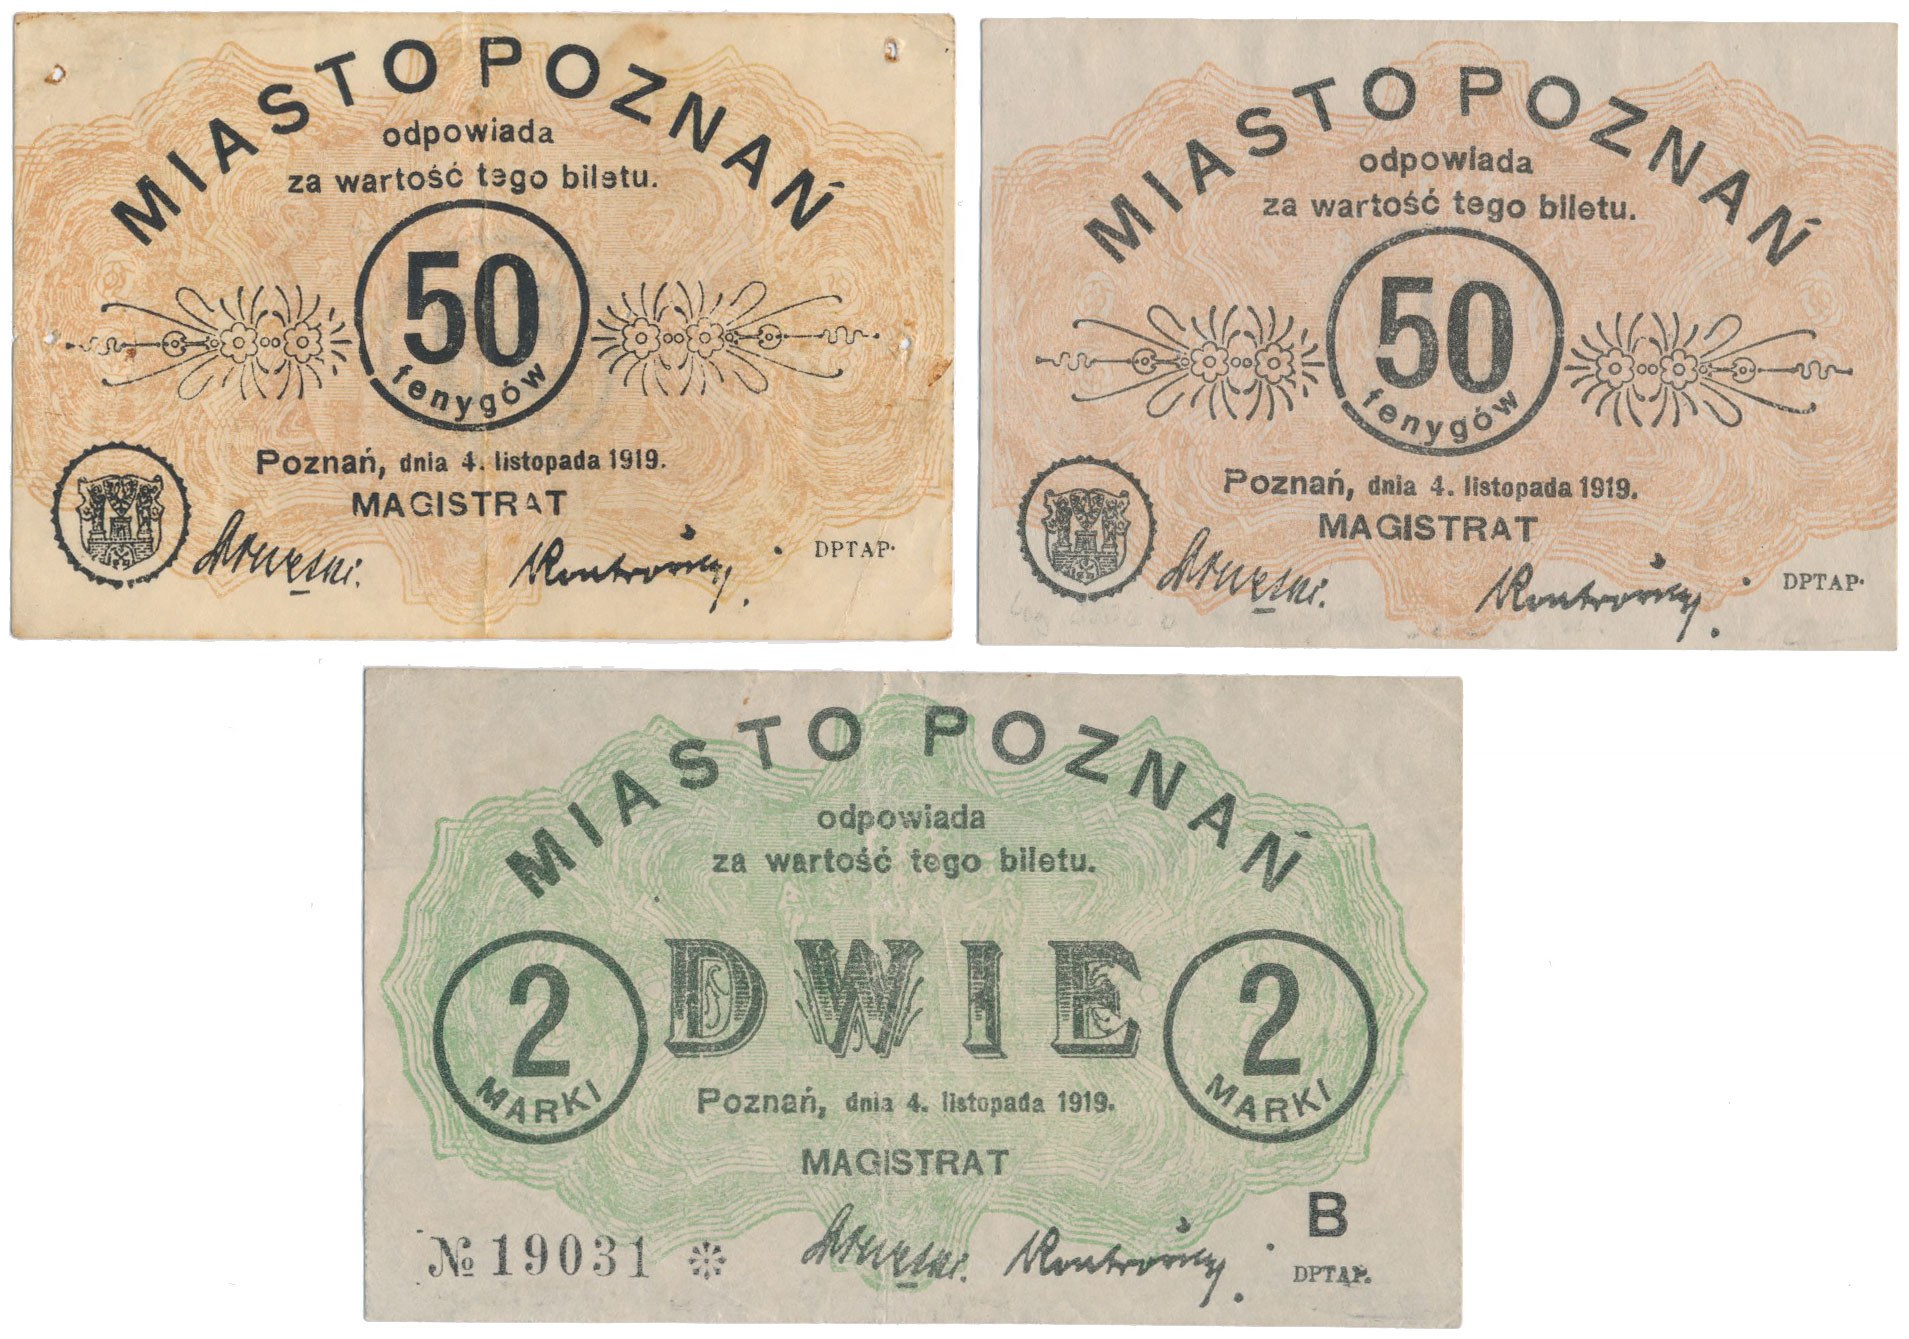 MIASTO POZNAŃ
odpowiada
za wartość tego biletu.
50
fenygów
Poznań, dnia 4. listopada 1919.
MAGISTRAT
DPTAP.
MIASTO POZNAŃ
odpowiada
za wartość tego biletu.
50
fenygów
Poznań, dnia 4. listopada 1919.
MAGISTRAT
DPTAP.
MIASTO POZNAŃ
odpowiada
za wartość tego biletu.
2 DWIE 2
MARKI MARKI
Poznań, dnia 4. listopada 1919.
MAGISTRAT
B
№ 19031
DPTAP.